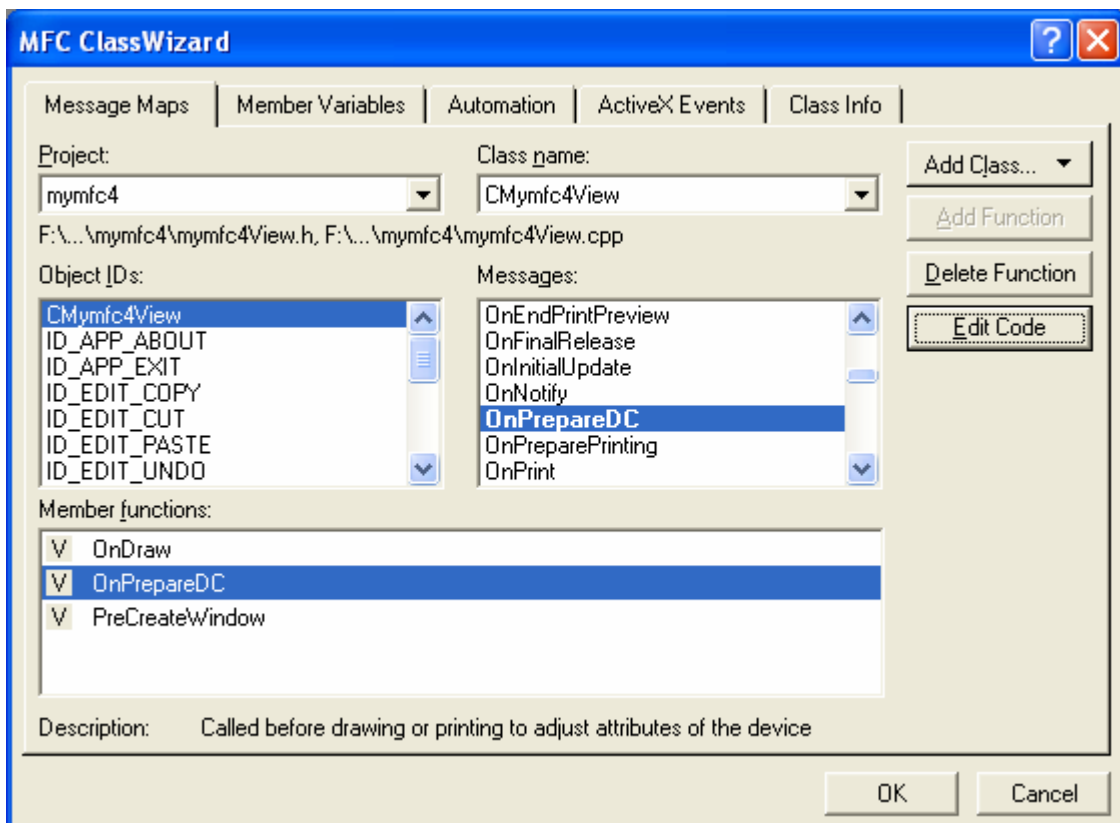 MFC ClassWizard
Message Maps
Member Variables
Automation
ActiveX Events
Class Info
Project:
Class name:
mymfc4
CMymfc4View
Add Class...
Add Function
F:\...\mymfc4\mymfc4View.h, F:\...\mymfc4\mymfc4View.cpp
Delete Function
Edit Code
Object IDs:
CMymfc4View
ID_APP_ABOUT
ID_APP_EXIT
ID_EDIT_COPY
ID_EDIT_CUT
ID_EDIT_PASTE
ID_EDIT_UNDO
Messages:
OnEndPrintPreview
OnFinalRelease
OnInitialUpdate
OnNotify
OnPrepareDC
OnPreparePrinting
OnPrint
Member functions:
V OnDraw
V OnPrepareDC
V PreCreateWindow
Description: Called before drawing or printing to adjust attributes of the device
OK
Cancel